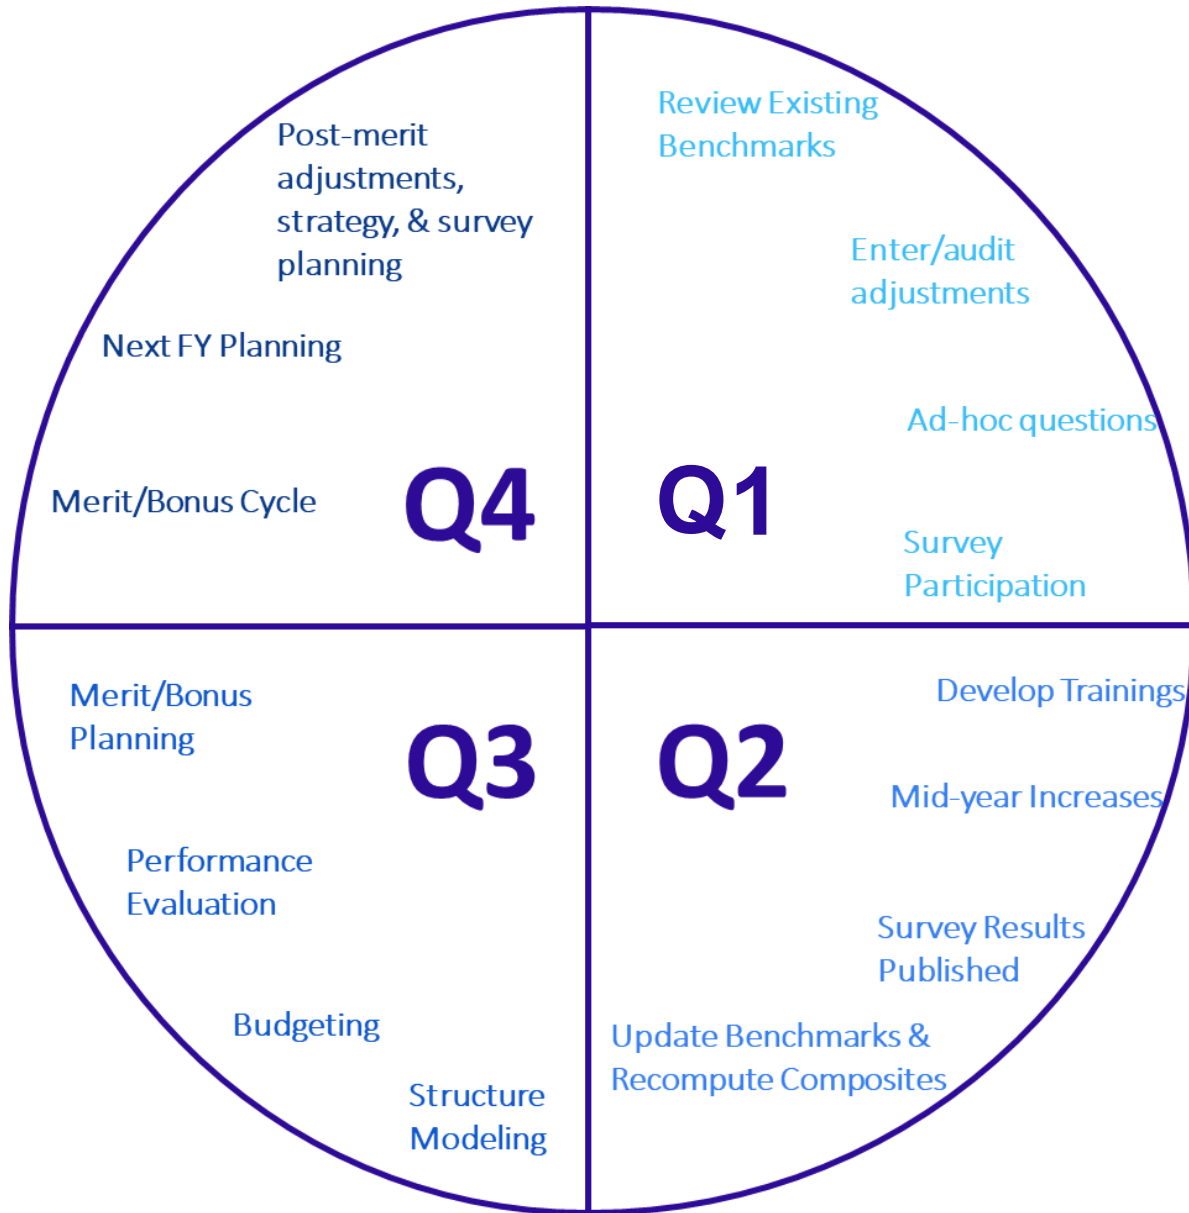 Review Existing
Benchmarks
Enter/audit
adjustments
Ad-hoc questions
Survey
Participation
Q1
Develop Trainings
Mid-year Increases
Survey Results
Published
Update Benchmarks &
Recompute Composites
Q2
Merit/Bonus
Planning
Performance
Evaluation
Budgeting
Structure
Modeling
Q3
Post-merit
adjustments,
strategy, & survey
planning
Next FY Planning
Merit/Bonus Cycle
Q4